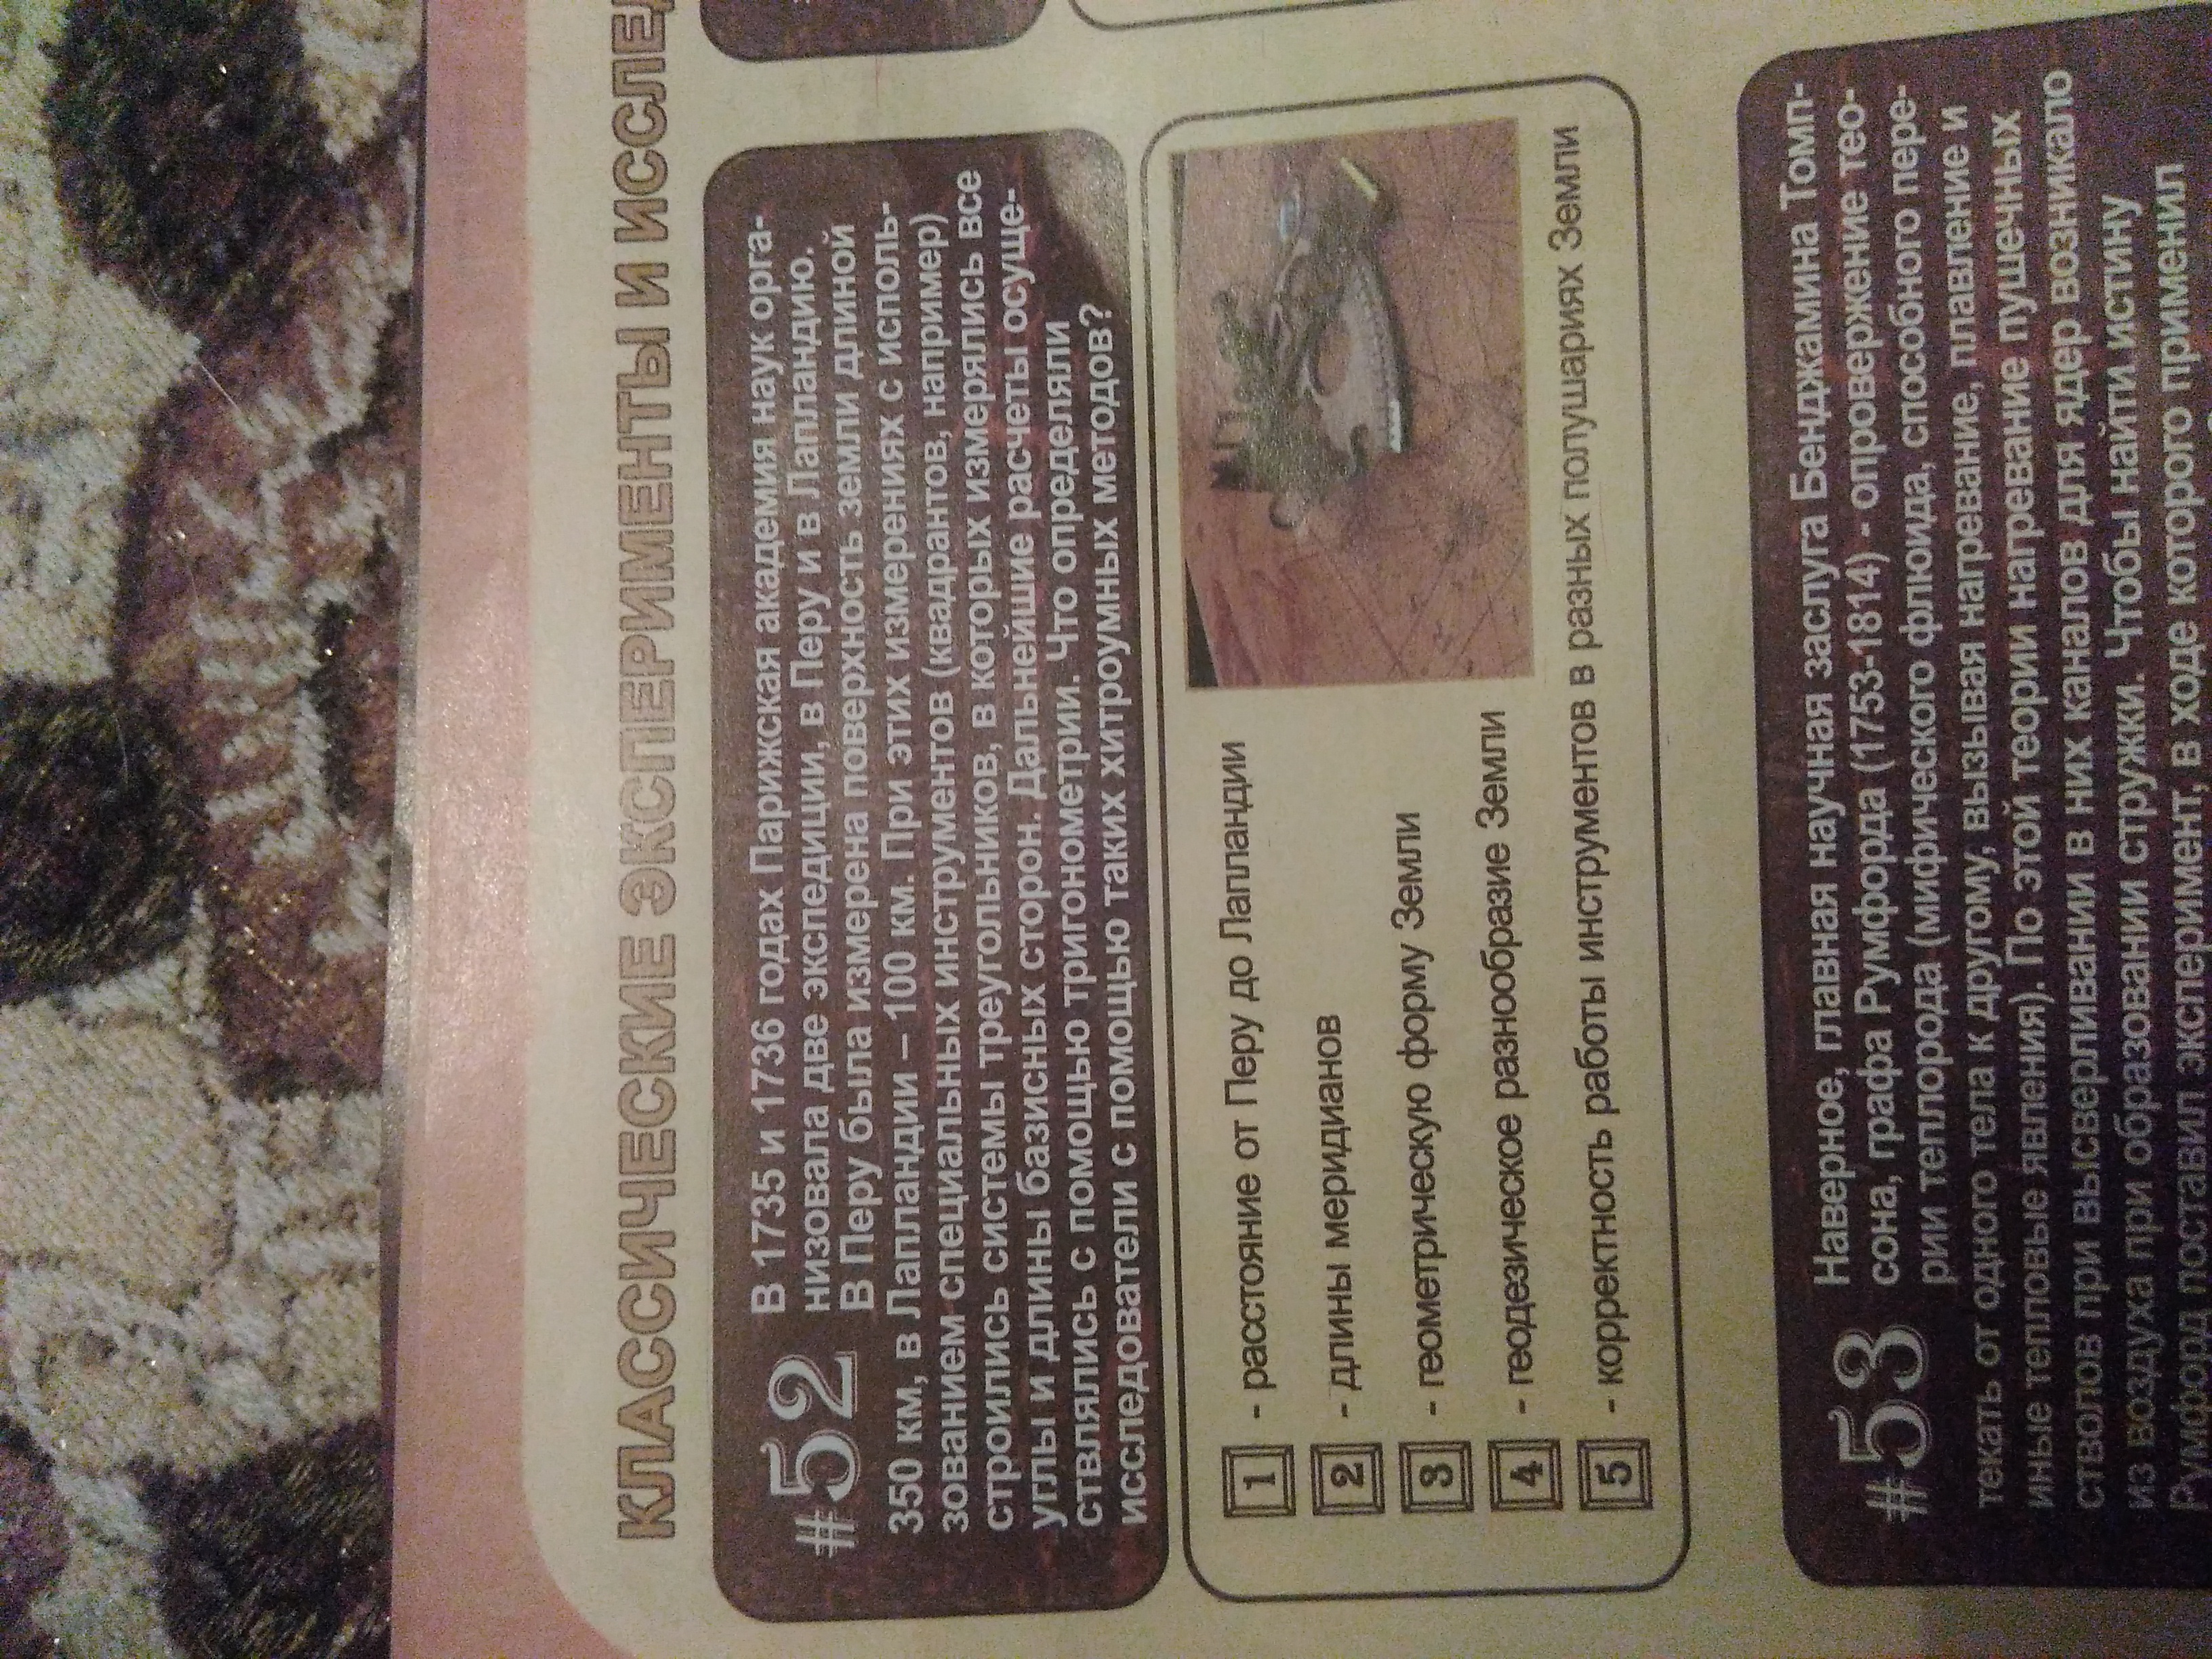 КЛАССИЧЕСКИЕ ЭКСПЕРИМЕНТЫ И ИССЛЕД
#52 В 1735 и 1736 годах Парижская академия наук орга-
низовала две экспедиции, в Перу и в Лапландию.
В Перу была измерена поверхность земли длиной
350 км, в Лапландии – 100 км. При этих измерениях с исполь-
зованием специальных инструментов (квадрантов, например)
строились системы треугольников, в которых измерялись все
углы и длины базисных сторон. Дальнейшие расчеты осуще-
ствлялись с помощью тригонометрии. Что определяли
исследователи с помощью таких хитроумных методов?
1 - расстояние от Перу до Лапландии
2 - длины меридианов
3 - геометрическую форму Земли
4 - геодезическое разнообразие Земли
5 - корректность работы инструментов в разных полушариях Земли
#53 Наверное, главная научная заслуга Бенджамина Томп-
сона, графа Румфорда (1753-1814) - опровержение тео-
рии теплорода (мифического флюида, способного пере-
текать от одного тела к другому, вызывая нагревание, плавление и
иные тепловые явления). По этой теории нагревание пушечных
стволов при высверливании в них каналов для ядер возникало
из воздуха при образовании стружки. Чтобы найти истину
Румфорд поставил эксперимент, в ходе которого применил